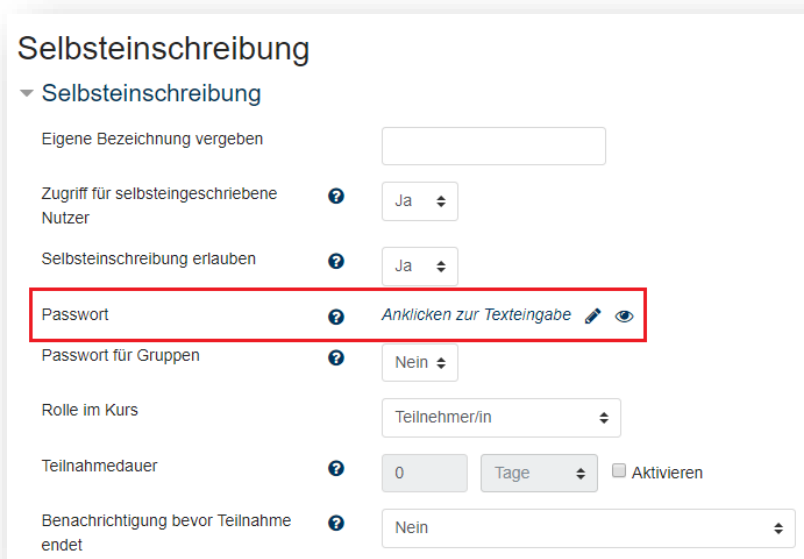 Selbsteinschreibung
Selbsteinschreibung
Eigene Bezeichnung vergeben
Zugriff für selbsteingeschriebene
Nutzer
Ja
Selbsteinschreibung erlauben
Ja
Passwort
Anklicken zur Texteingabe
Passwort für Gruppen
Nein
Rolle im Kurs
Teilnehmer/in
Teilnahmedauer
0 Tage Aktivieren
Benachrichtigung bevor Teilnahme
endet
Nein